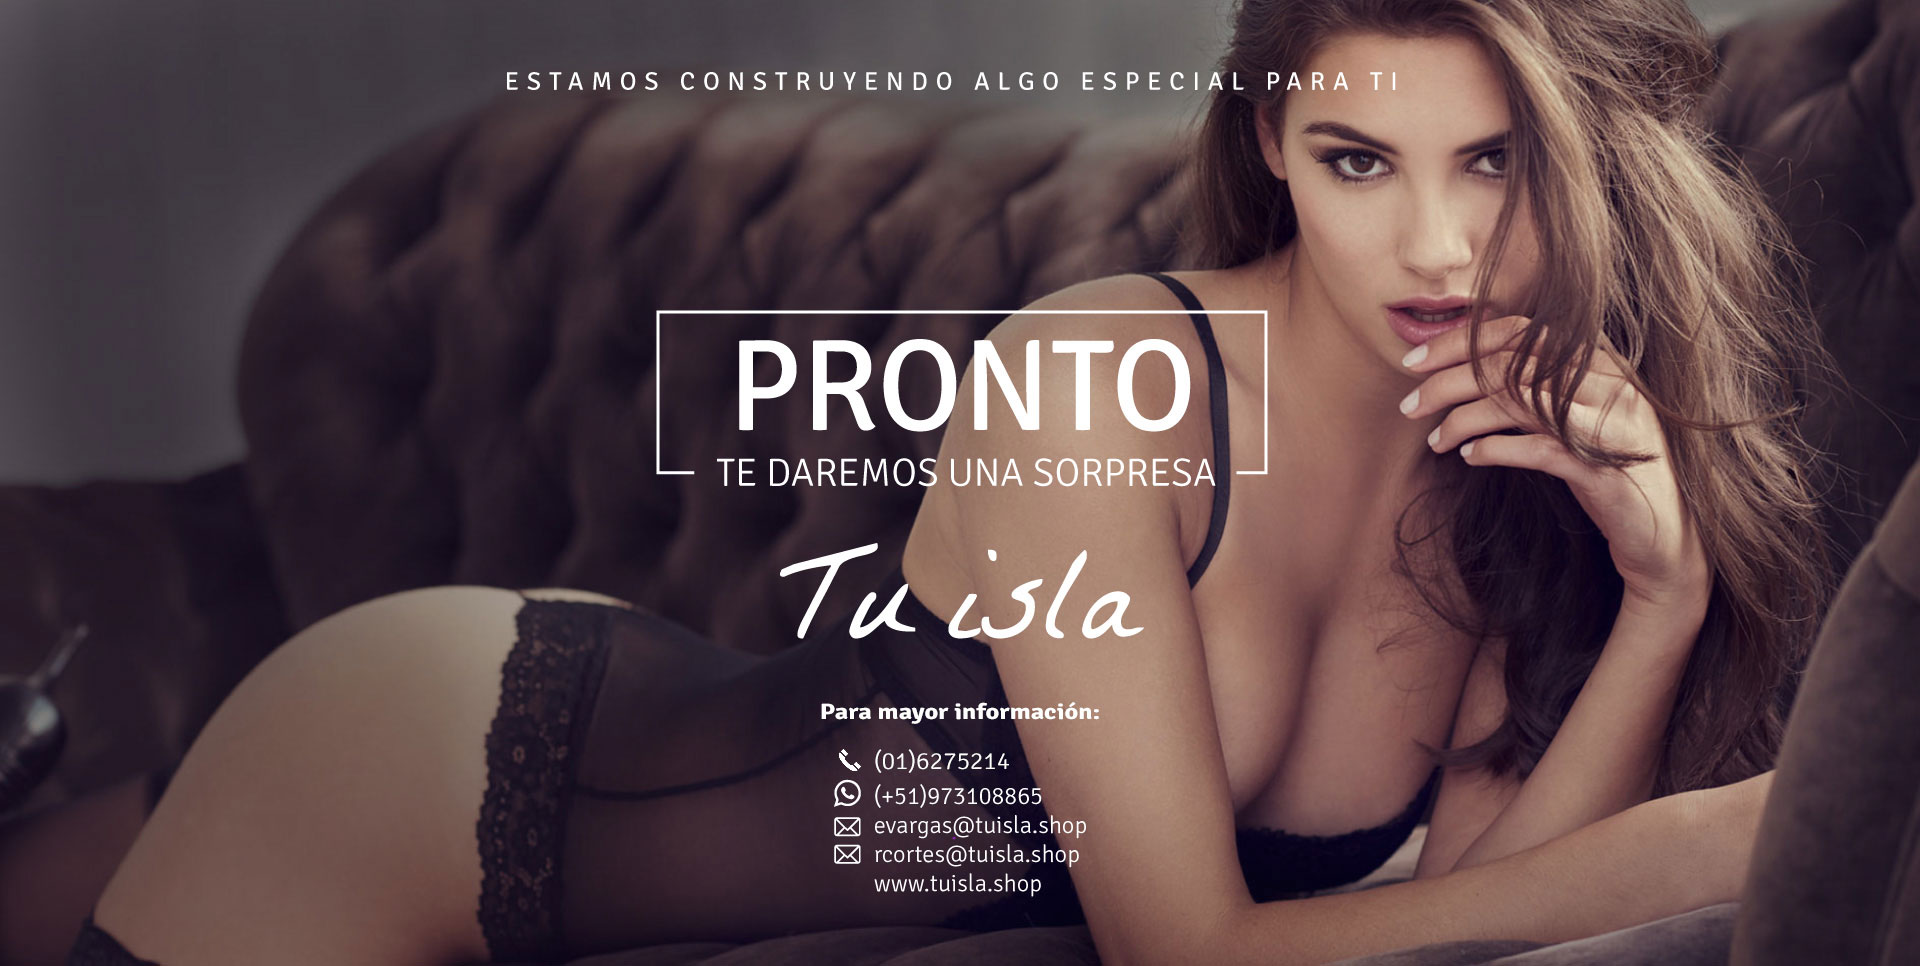 ESTAMOS CONSTRUYENDO ALGO ESPECIAL PARA TI
PRONTO
TE DAREMOS UNA SORPRESA
Tu isla
Para mayor información:
(01)6275214
(+51)973108865
evargas@tuisla.shop
rcortes@tuisla.shop
www.tuisla.shop